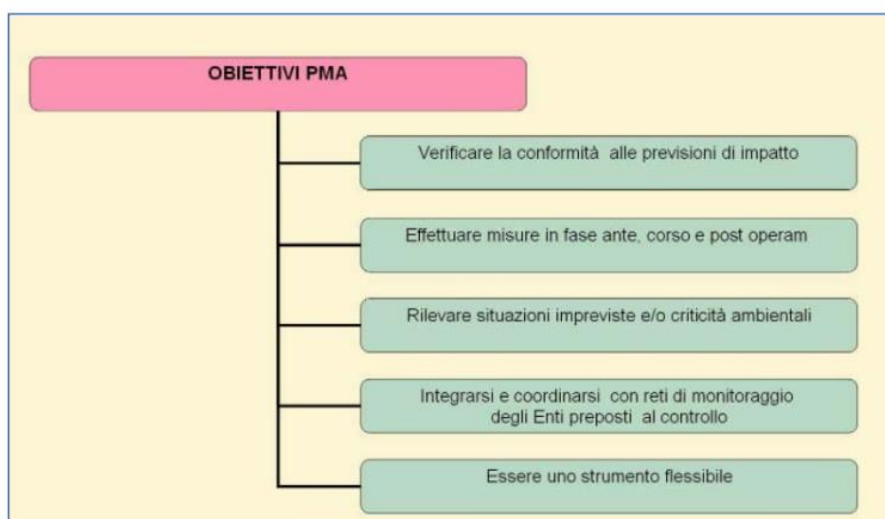 OBIETTIVI PMA
Verificare la conformità alle previsioni di impatto
Effettuare misure in fase ante, corso e post operam
Rilevare situazioni impreviste e/o criticità ambientali
Integrarsi e coordinarsi con reti di monitoraggio
degli Enti preposti al controllo
Essere uno strumento flessibile